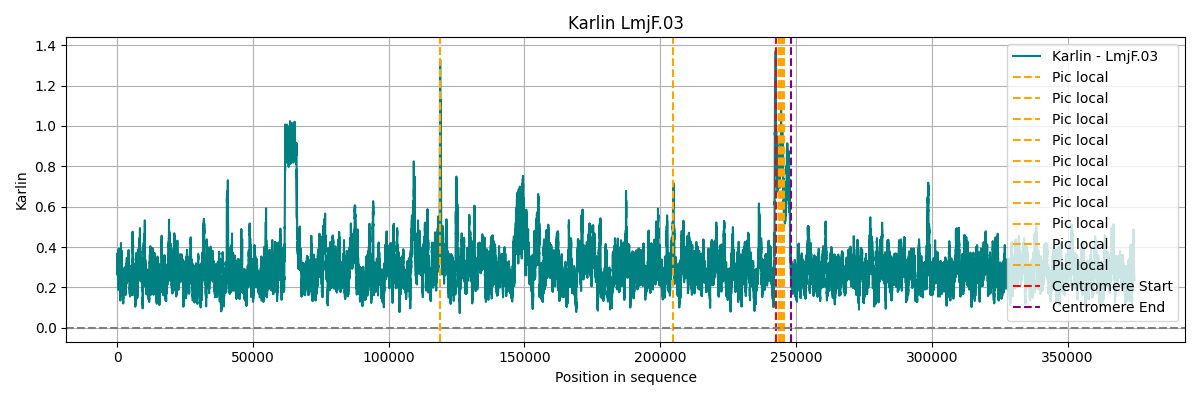 Karlin LmjF.03
Karlin
1.4
1.2
1.0
0.8
0.6
0.4
0.2
0.0
0
50000
100000
150000
200000
250000
300000
350000
Position in sequence
Karlin - LmjF.03
Pic local
Pic local
Pic local
Pic local
Pic local
Pic local
Pic local
Pic local
Pic local
Pic local
Centromere Start
Centromere End